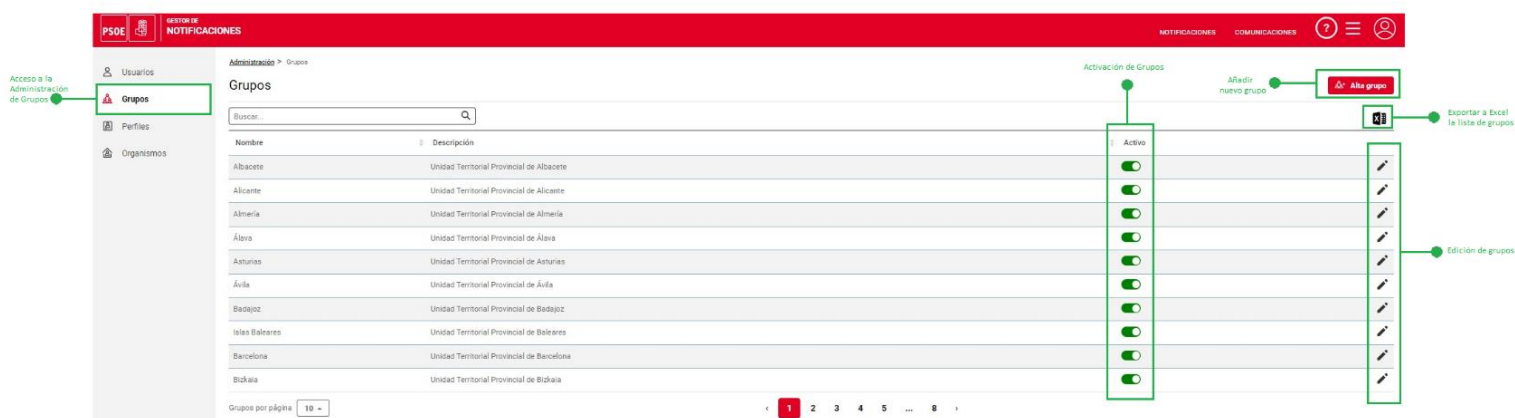 PSOE
GESTOR DE
NOTIFICACIONES
NOTIFICACIONES
COMUNICACIONES
?
Acceso a la
Administración
de Grupos
Usuarios
Grupos
Perfiles
Organismos
Administración > Grupos
Grupos
Activación de Grupos
Añadir
nuevo grupo
Alta grupo
Buscar...
Exportar a Excel
la lista de grupos
Nombre Descripción Activo
Albacete Unidad Territorial Provincial de Albacete
Alicante Unidad Territorial Provincial de Alicante
Almería Unidad Territorial Provincial de Almería
Álava Unidad Territorial Provincial de Álava
Asturias Unidad Territorial Provincial de Asturias
Edición de grupos
Ávila Unidad Territorial Provincial de Ávila
Badajoz Unidad Territorial Provincial de Badajoz
Islas Baleares Unidad Territorial Provincial de Baleares
Barcelona Unidad Territorial Provincial de Barcelona
Bizkaia Unidad Territorial Provincial de Bizkaia
Grupos por página 10
‹ 1 2 3 4 5 ... 8 ›